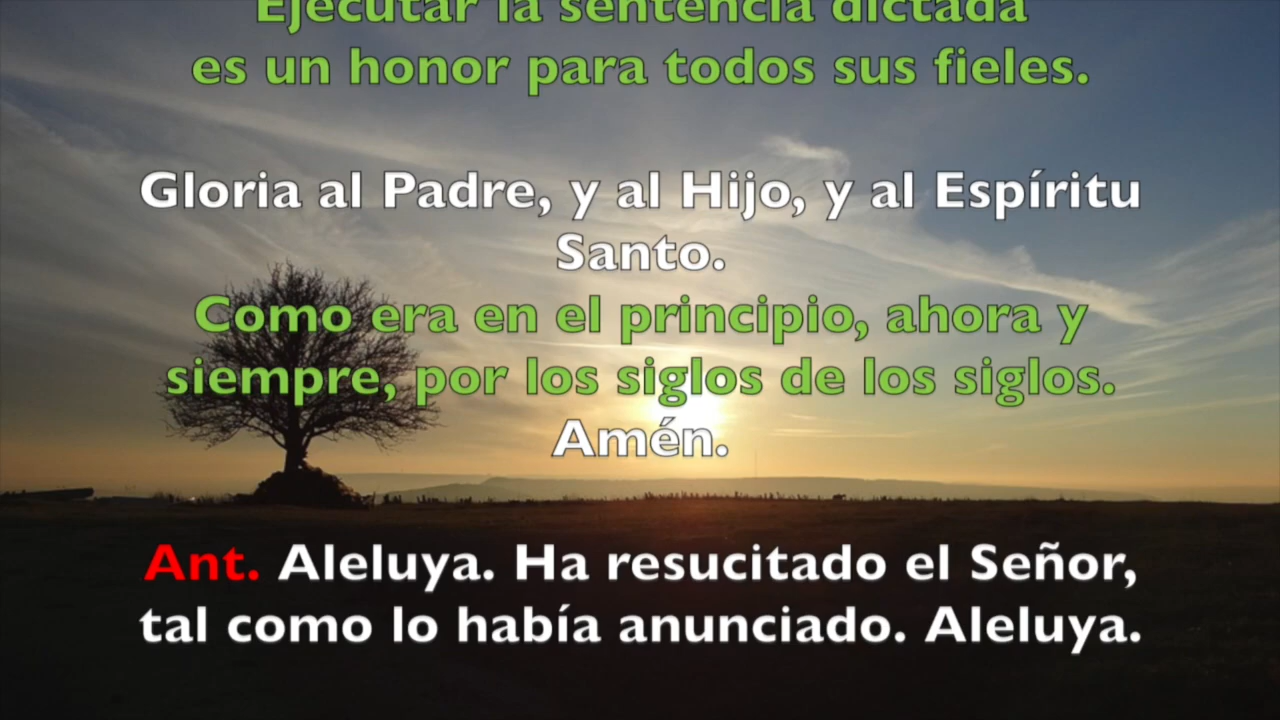 Ejecutar la sentencia dictada
es un honor para todos sus fieles.
Gloria al Padre, y al Hijo, y al Espíritu
Santo.
Como era en el principio, ahora y
siempre, por los siglos de los siglos.
Amén.
Ant. Aleluya. Ha resucitado el Señor,
tal como lo había anunciado. Aleluya.